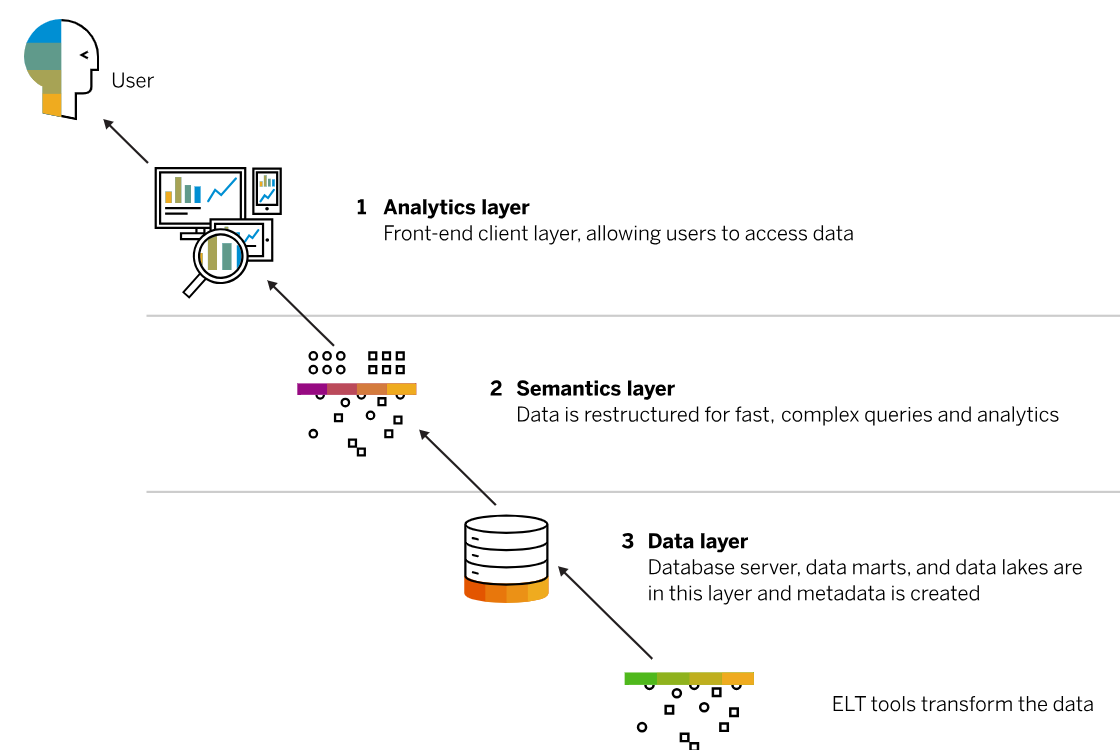 User
1 Analytics layer
Front-end client layer, allowing users to access data
2 Semantics layer
Data is restructured for fast, complex queries and analytics
3 Data layer
Database server, data marts, and data lakes are
in this layer and metadata is created
ELT tools transform the data